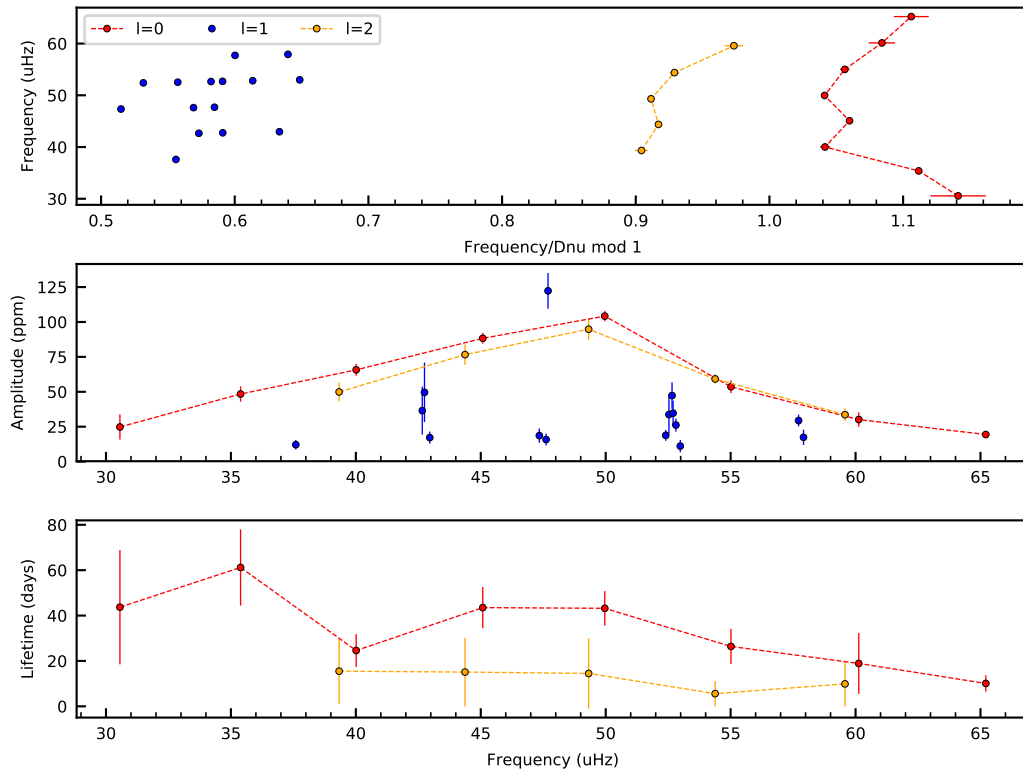 l=0 l=1 l=2
Frequency (uHz)
60
50
40
30
0.5 0.6 0.7 0.8 0.9 1.0 1.1
Frequency/Dnu mod 1
Amplitude (ppm)
125
100
75
50
25
0
30 35 40 45 50 55 60 65
Lifetime (days)
80
60
40
20
0
30 35 40 45 50 55 60 65
Frequency (uHz)